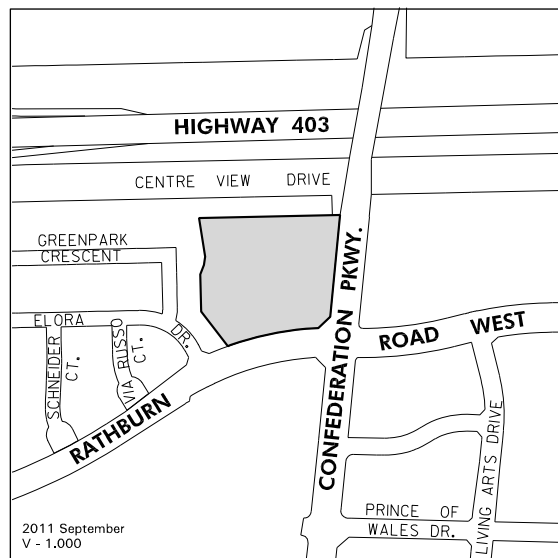 HIGHWAY 403
CENTRE VIEW DRIVE
GREENPARK
CRESCENT
CONFEDERATION PKWY.
ELORA
DR.
SCHNEIDER
CT.
VIA RUSSO
CT.
RATHBURN
ROAD WEST
LIVING ARTS DRIVE
PRINCE OF
WALES DR.
2011 September
V - 1.000